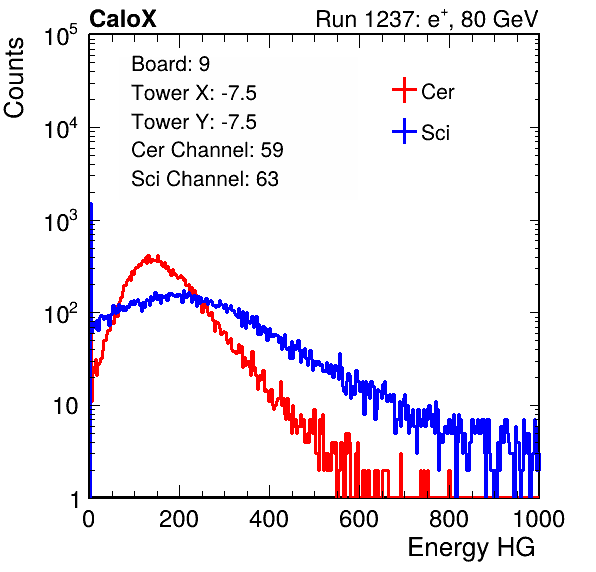 CaloX Run 1237: e⁺, 80 GeV
Counts
Board: 9
Tower X: -7.5
Tower Y: -7.5
Cer Channel: 59
Sci Channel: 63
Cer
Sci
10⁵
10⁴
10³
10²
10
1
0 200 400 600 800 1000
Energy HG